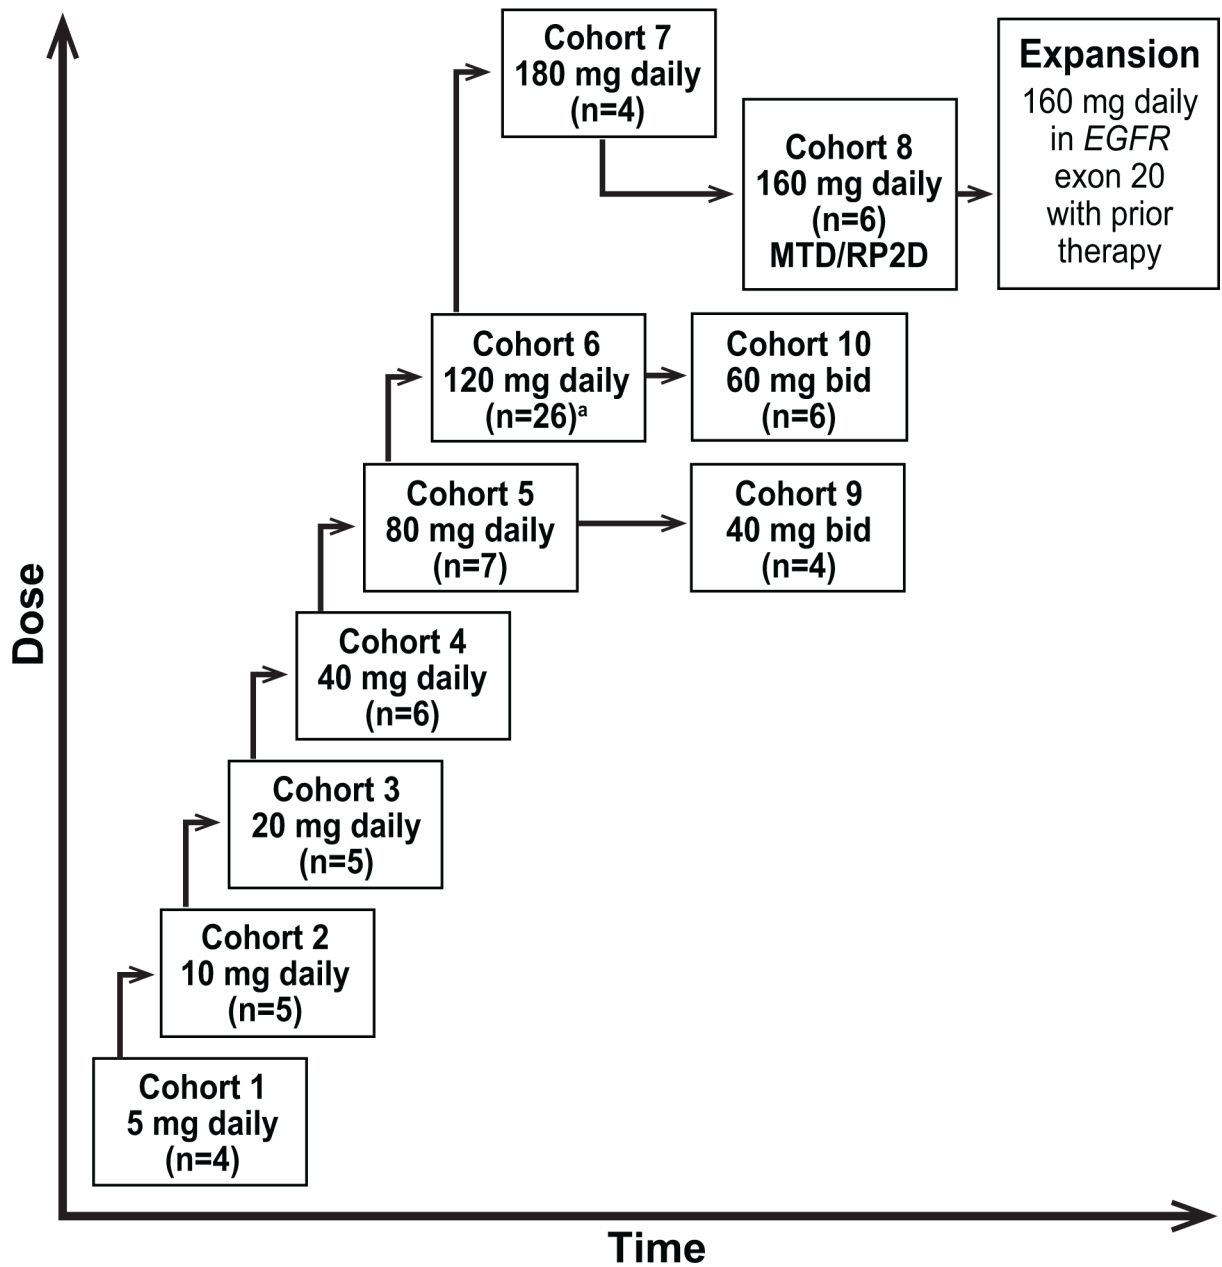 Cohort 7
180 mg daily
(n=4)
Expansion
160 mg daily
in EGFR
exon 20
with prior
therapy
Cohort 8
160 mg daily
(n=6)
MTD/RP2D
Cohort 6
120 mg daily
(n=26)ᵃ
Cohort 10
60 mg bid
(n=6)
Cohort 5
80 mg daily
(n=7)
Cohort 9
40 mg bid
(n=4)
Cohort 4
40 mg daily
(n=6)
Cohort 3
20 mg daily
(n=5)
Cohort 2
10 mg daily
(n=5)
Cohort 1
5 mg daily
(n=4)
Dose
Time